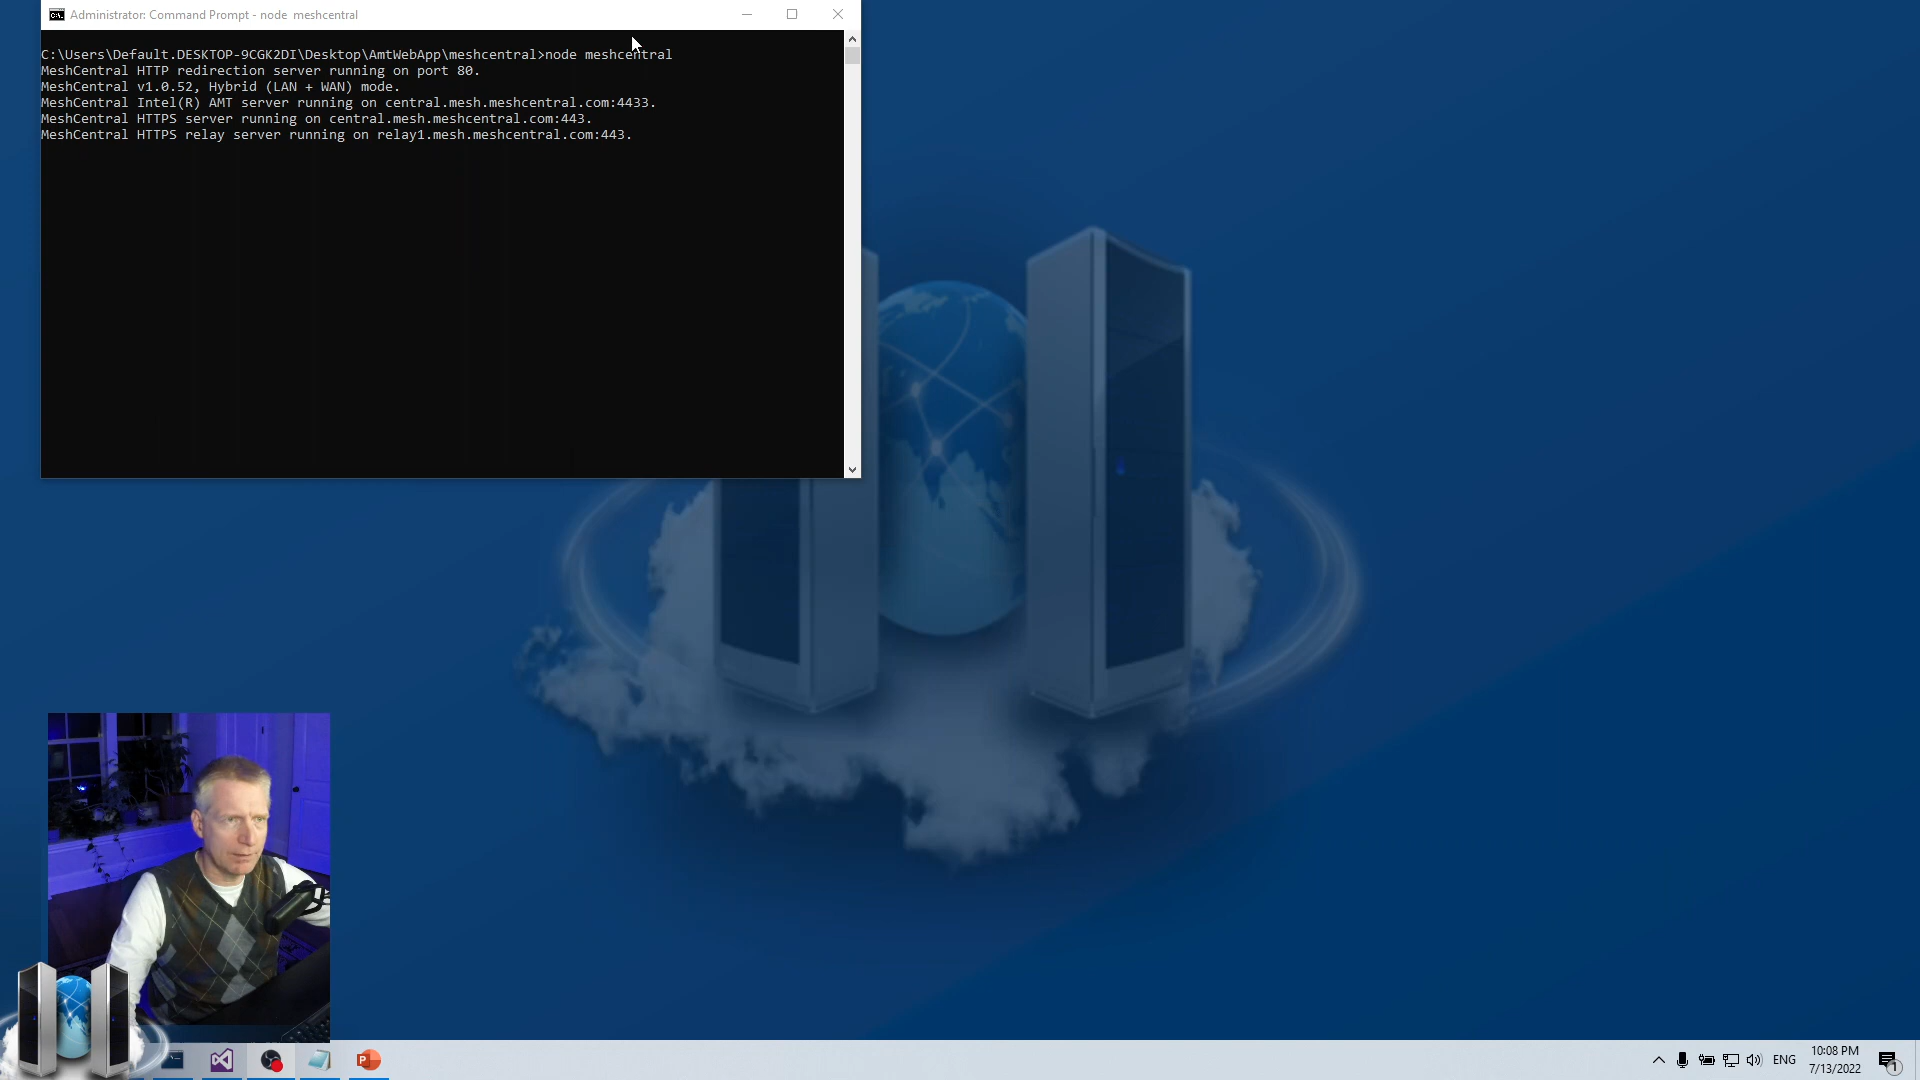 Administrator: Command Prompt - node  meshcentral
C:\Users\Default.DESKTOP-9CGK2DI\Desktop\AmtWebApp\meshcentral>node meshcentral
MeshCentral HTTP redirection server running on port 80.
MeshCentral v1.0.52, Hybrid (LAN + WAN) mode.
MeshCentral Intel(R) AMT server running on central.mesh.meshcentral.com:4433.
MeshCentral HTTPS server running on central.mesh.meshcentral.com:443.
MeshCentral HTTPS relay server running on relay1.mesh.meshcentral.com:443.
ENG
10:08 PM
7/13/2022
1